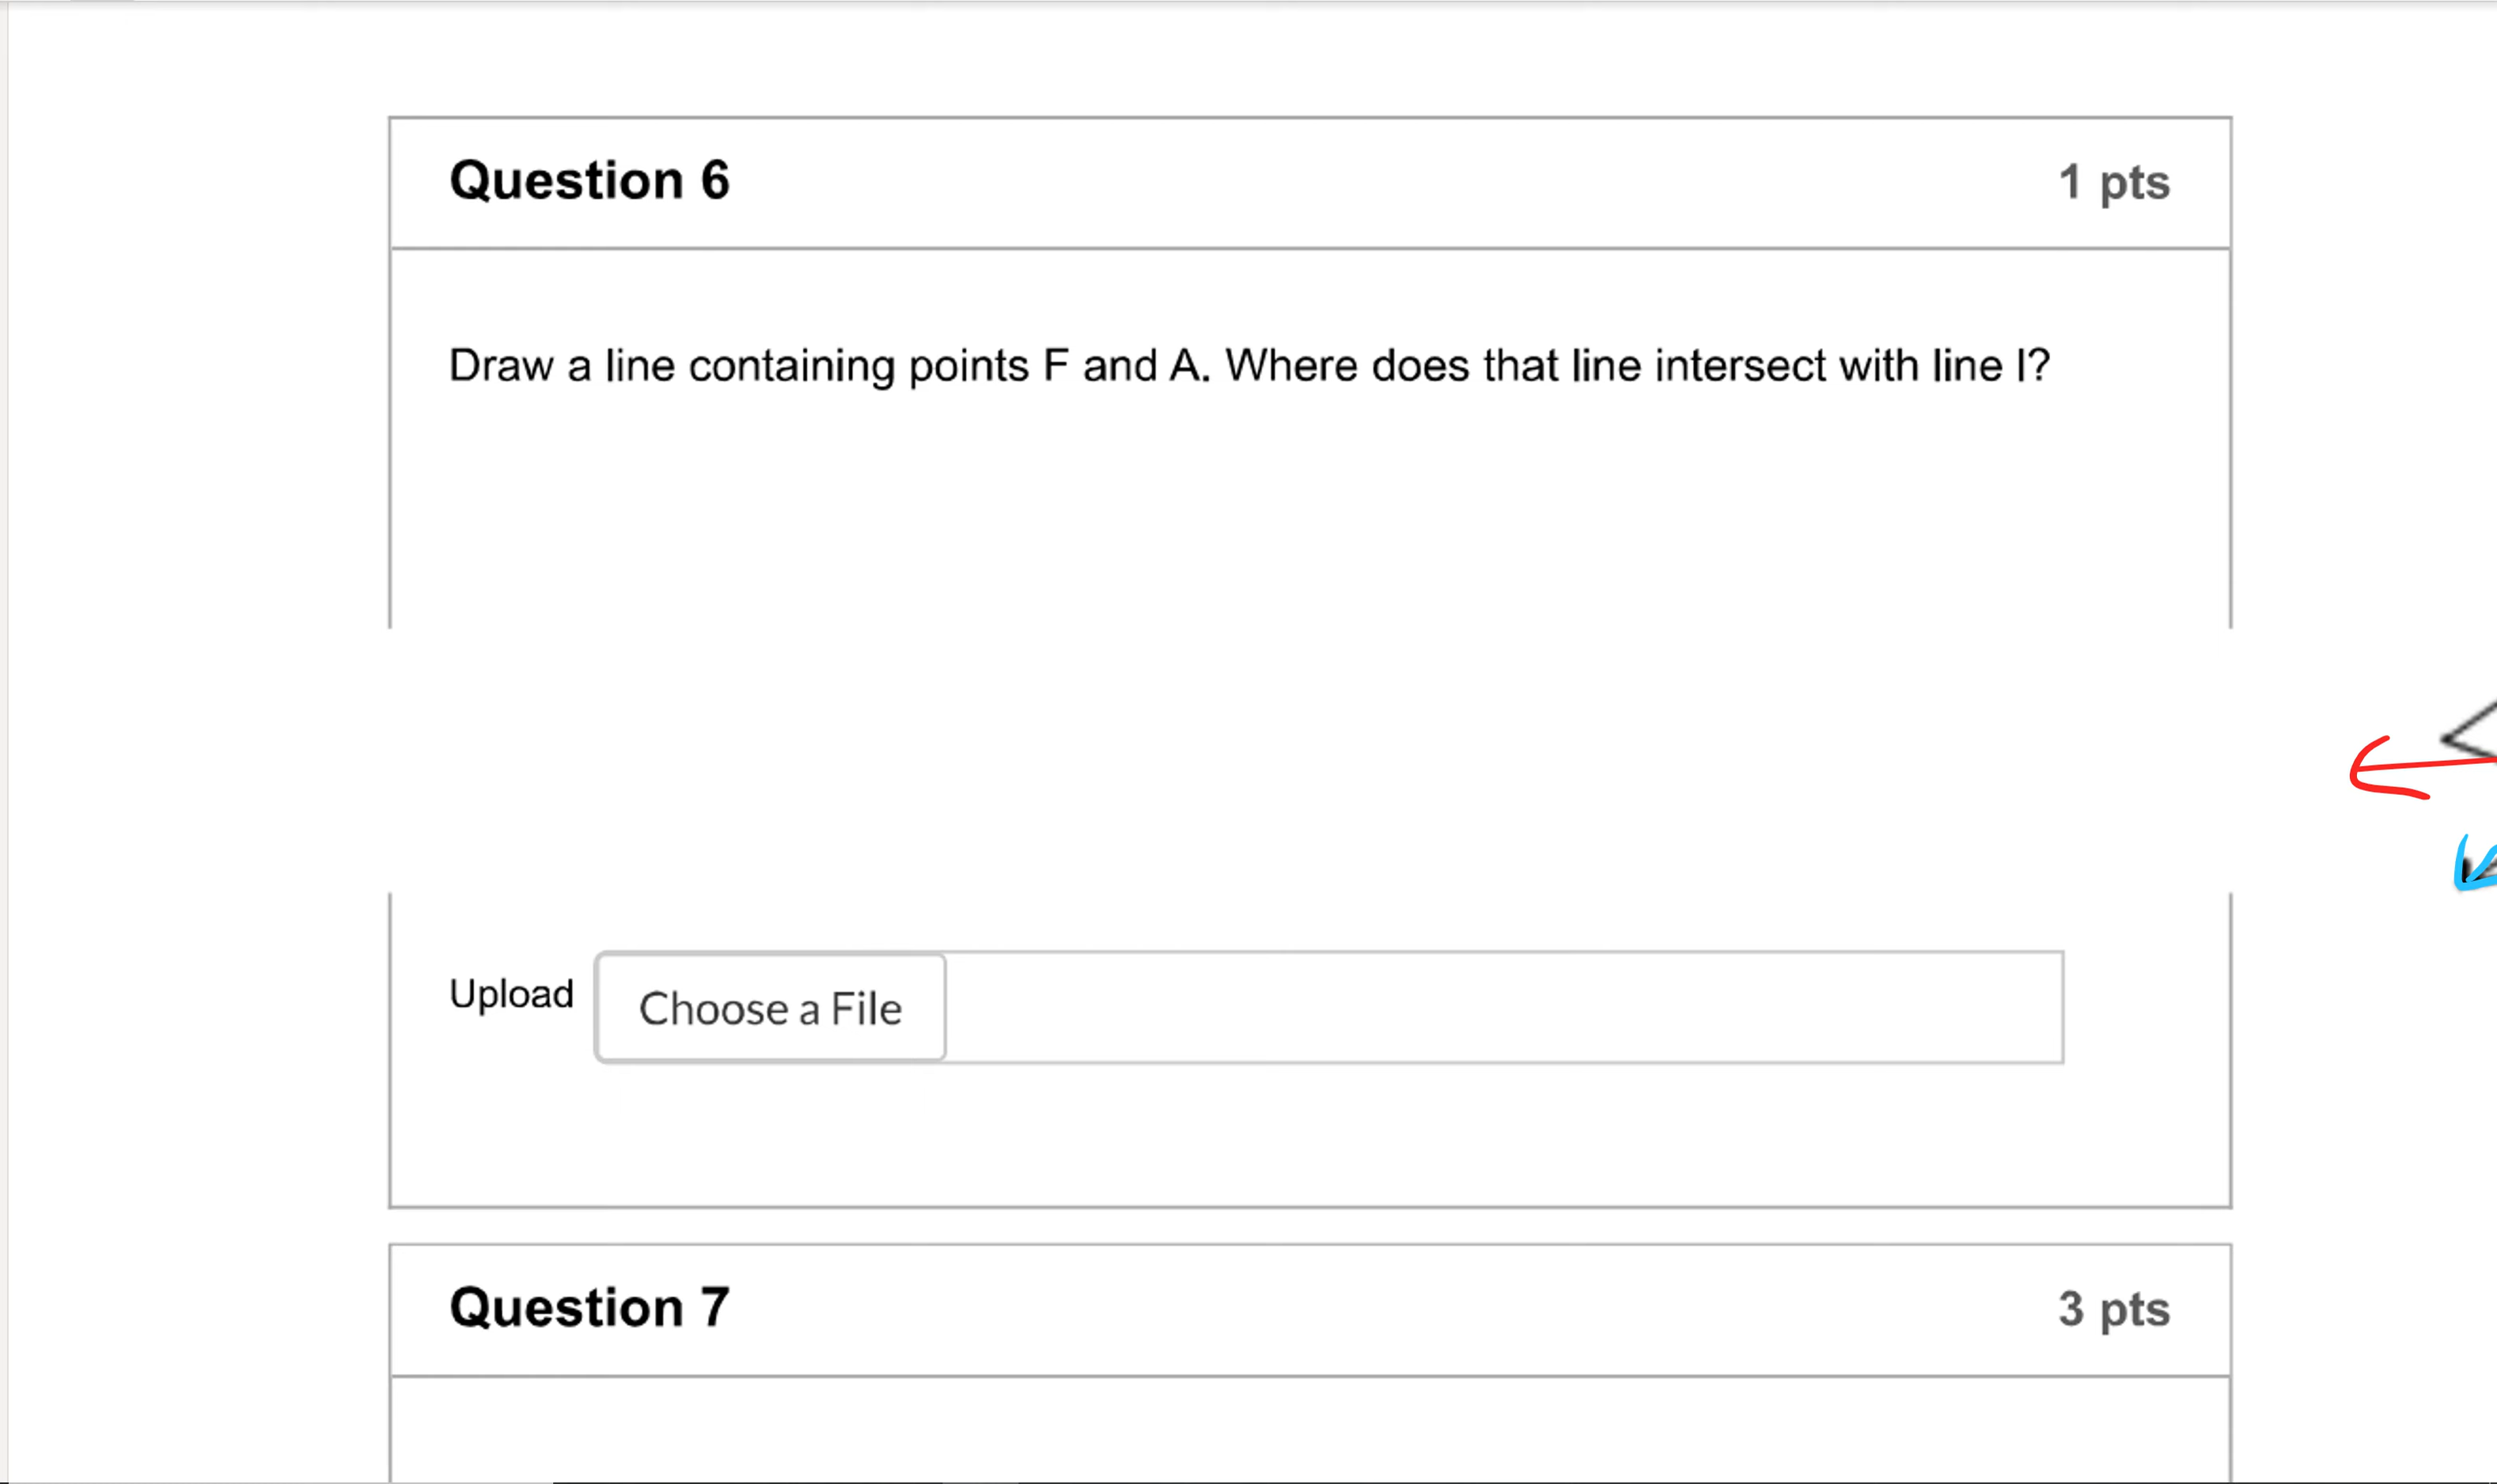 Question 6
1 pts
Draw a line containing points F and A. Where does that line intersect with line l?
Upload
Choose a File
Question 7
3 pts